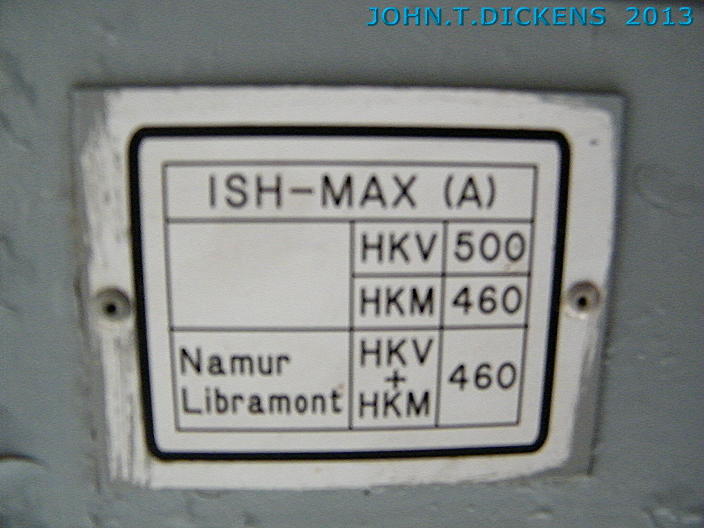 JOHN.T.DICKENS 2013
ISH-MAX (A)
HKV 500
HKM 460
Namur
Libramont
HKV
+
HKM
460